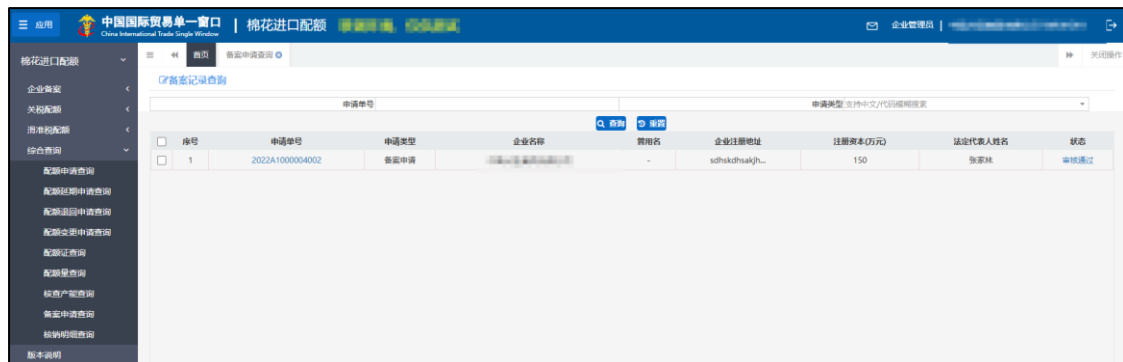 应用
中国国际贸易单一窗口 | 棉花进口配额
China International Trade Single Window
企业管理员 |
棉花进口配额
首页
备案申请查询
关闭操作
企业备案
关税配额
滑准税配额
综合查询
配额申请查询
配额延期申请查询
配额退回申请查询
配额变更申请查询
配额证查询
配额量查询
核查产能查询
备案申请查询
核销明细查询
版本说明
备案记录查询
申请单号
申请类型 支持中文/代码模糊搜索
查询 重置
序号 申请单号 申请类型 企业名称 曾用名 企业注册地址 注册资本(万元) 法定代表人姓名 状态
1 2022A1000004002 备案申请 - sdhskdhsakjh... 150 张家林 审核通过